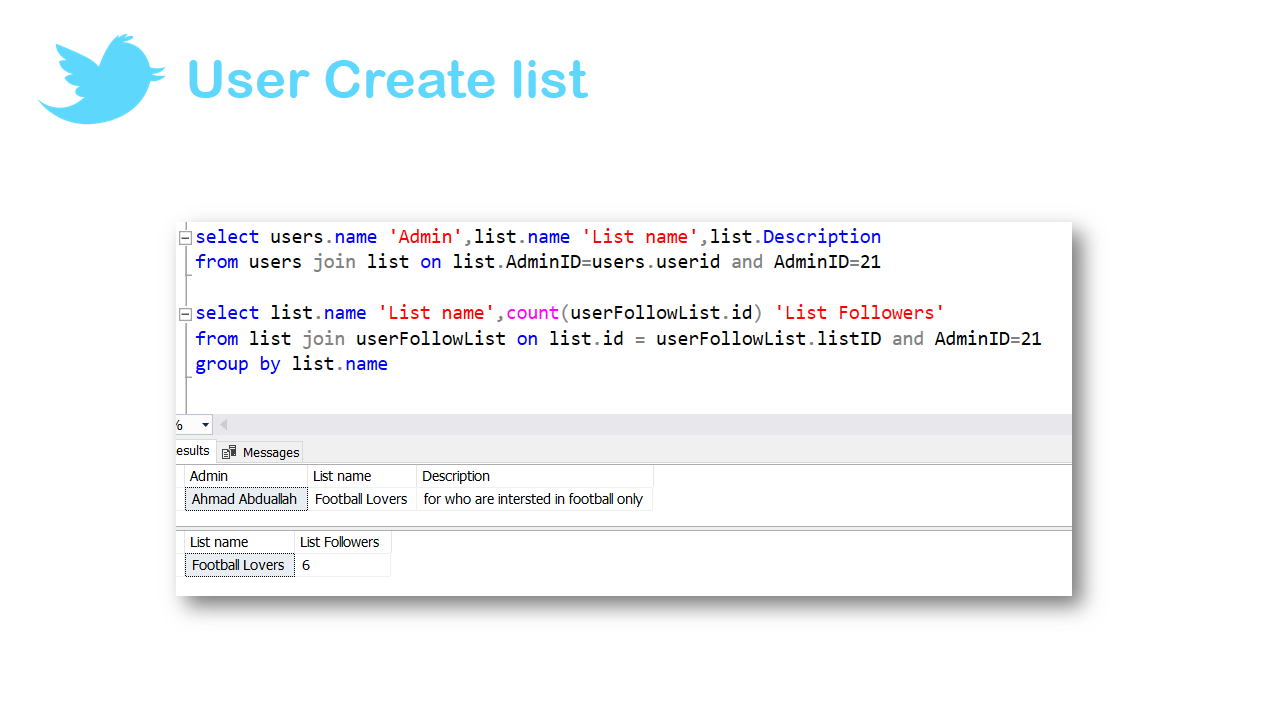 User Create list
select users.name 'Admin',list.name 'List name',list.Description
from users join list on list.AdminID=users.userid and AdminID=21
select list.name 'List name',count(userFollowList.id) 'List Followers'
from list join userFollowList on list.id = userFollowList.listID and AdminID=21
group by list.name
%
esults Messages
Admin List name Description
Ahmad Abduallah Football Lovers for who are intersted in football only
List name List Followers
Football Lovers 6